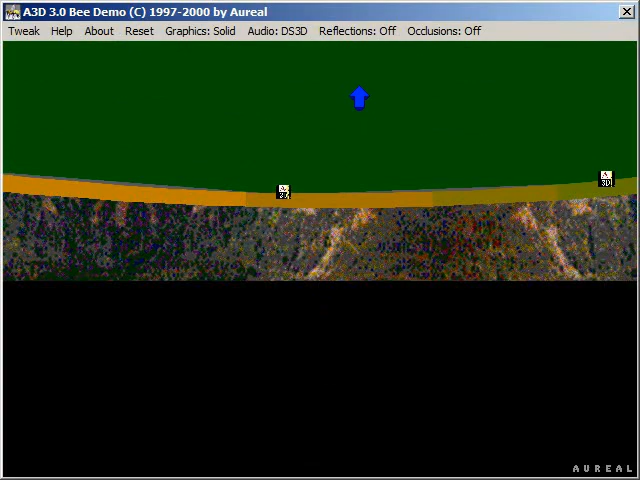 A3D 3.0 Bee Demo (C) 1997-2000 by Aureal
Tweak Help About Reset Graphics: Solid Audio: DS3D Reflections: Off Occlusions: Off
A 3D
AUREAL